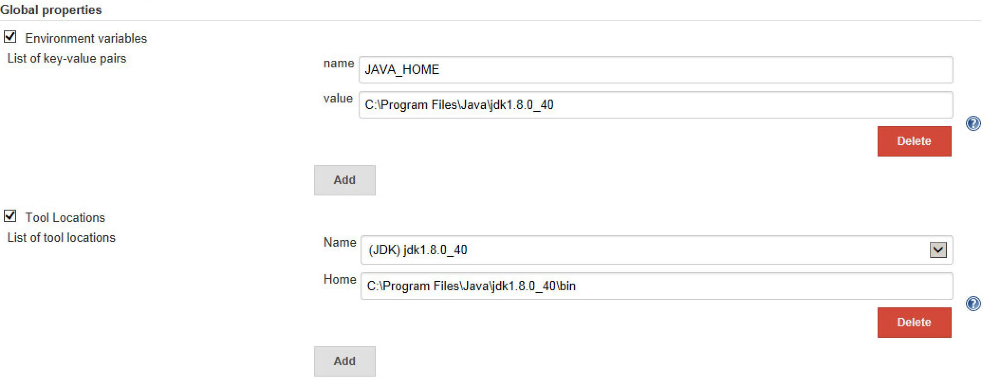 Global properties
Environment variables
List of key-value pairs
name JAVA_HOME
value C:\Program Files\Java\jdk1.8.0_40
?
Delete
Add
Tool Locations
List of tool locations
Name (JDK) jdk1.8.0_40
Home C:\Program Files\Java\jdk1.8.0_40\bin
?
Delete
Add